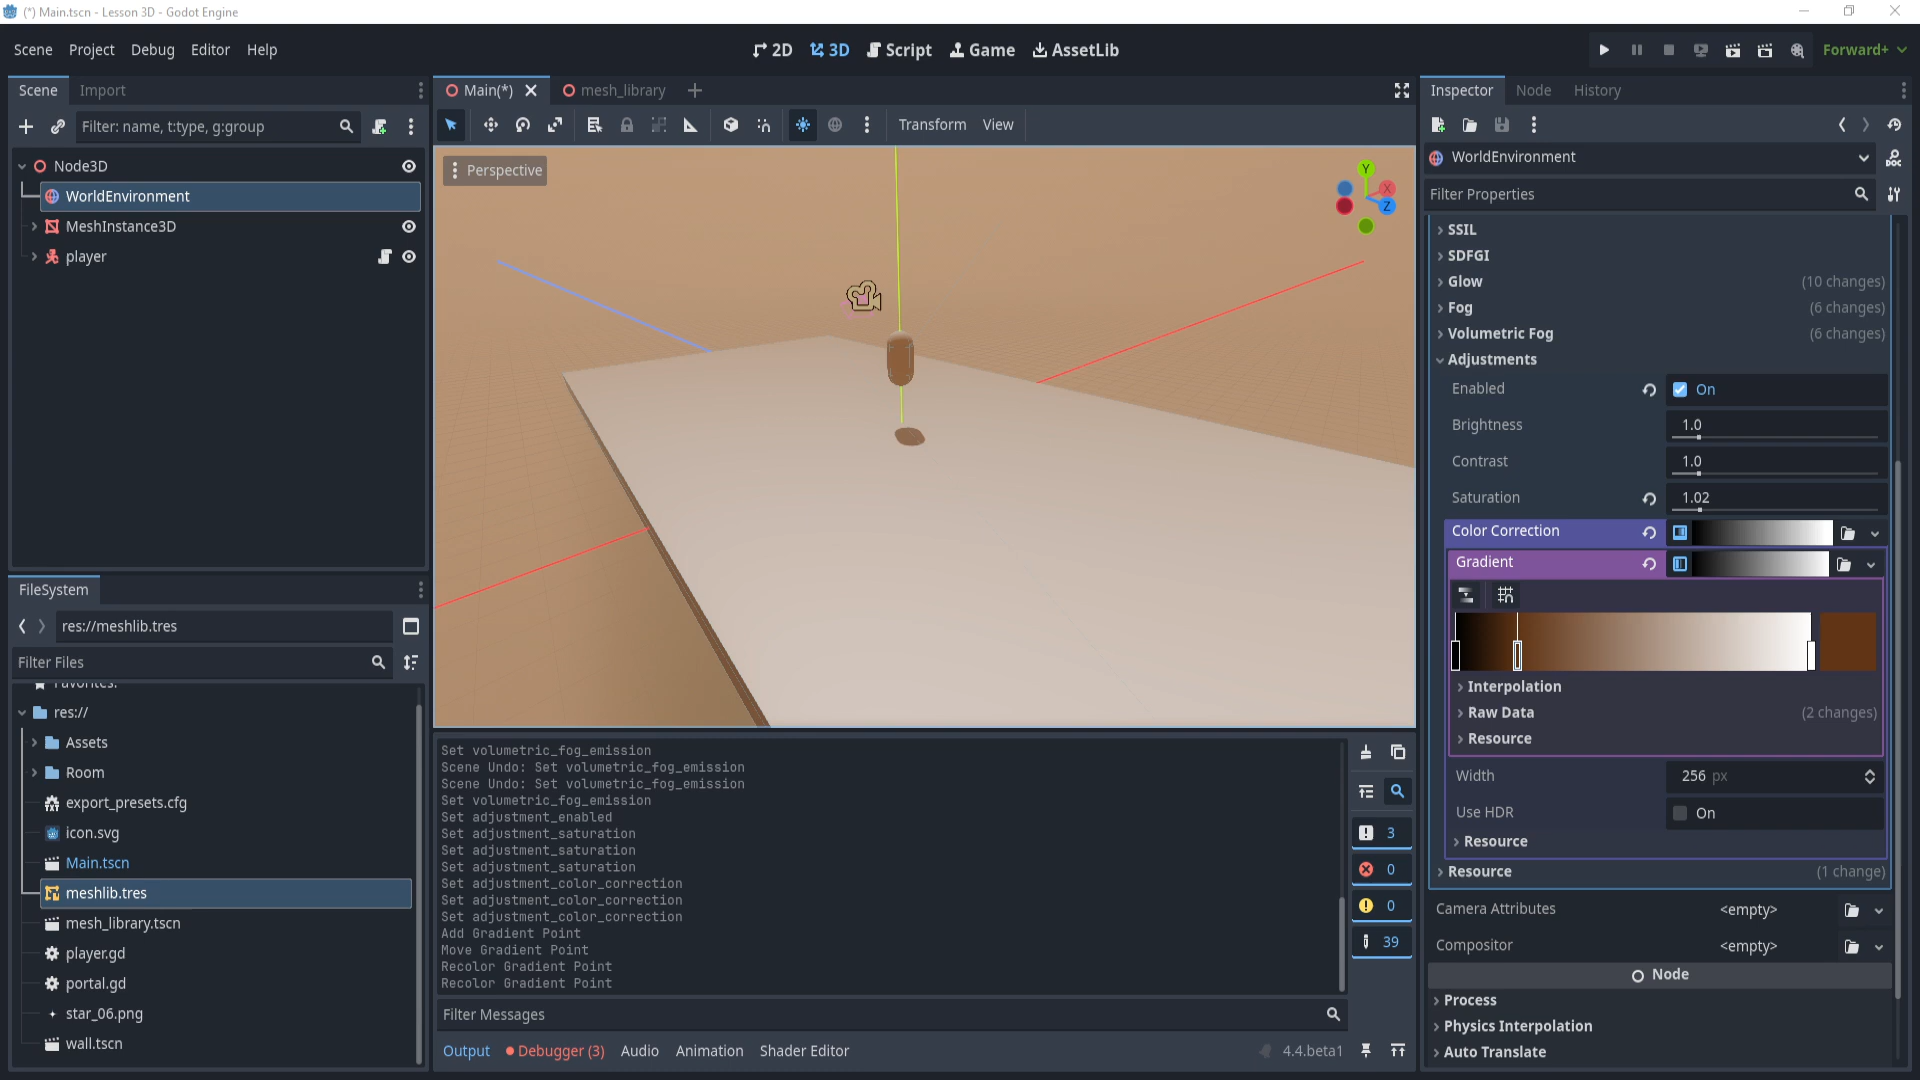 (*) Main.tscn - Lesson 3D - Godot Engine
Scene Project Debug Editor Help
2D 3D Script Game AssetLib
Forward+
Scene Import
Filter: name, t:type, g:group
Node3D
WorldEnvironment
MeshInstance3D
player
FileSystem
res://meshlib.tres
Filter Files
Favorites:
res://
Assets
Room
export_presets.cfg
icon.svg
Main.tscn
meshlib.tres
mesh_library.tscn
player.gd
portal.gd
star_06.png
wall.tscn
Main(*) mesh_library
Transform View
Perspective
Y
X
Z
Set volumetric_fog_emission
Scene Undo: Set volumetric_fog_emission
Scene Undo: Set volumetric_fog_emission
Set volumetric_fog_emission
Set adjustment_enabled
Set adjustment_saturation
Set adjustment_saturation
Set adjustment_saturation
Set adjustment_color_correction
Set adjustment_color_correction
Set adjustment_color_correction
Add Gradient Point
Move Gradient Point
Recolor Gradient Point
Recolor Gradient Point
3
0
0
39
Filter Messages
Output Debugger (3) Audio Animation Shader Editor 4.4.beta1
Inspector Node History
WorldEnvironment
Filter Properties
SSIL
SDFGI
Glow (10 changes)
Fog (6 changes)
Volumetric Fog (6 changes)
Adjustments
Enabled On
Brightness 1.0
Contrast 1.0
Saturation 1.02
Color Correction
Gradient
Interpolation
Raw Data (2 changes)
Resource
Width 256 px
Use HDR On
Resource
Resource (1 change)
Camera Attributes <empty>
Compositor <empty>
Node
Process
Physics Interpolation
Auto Translate